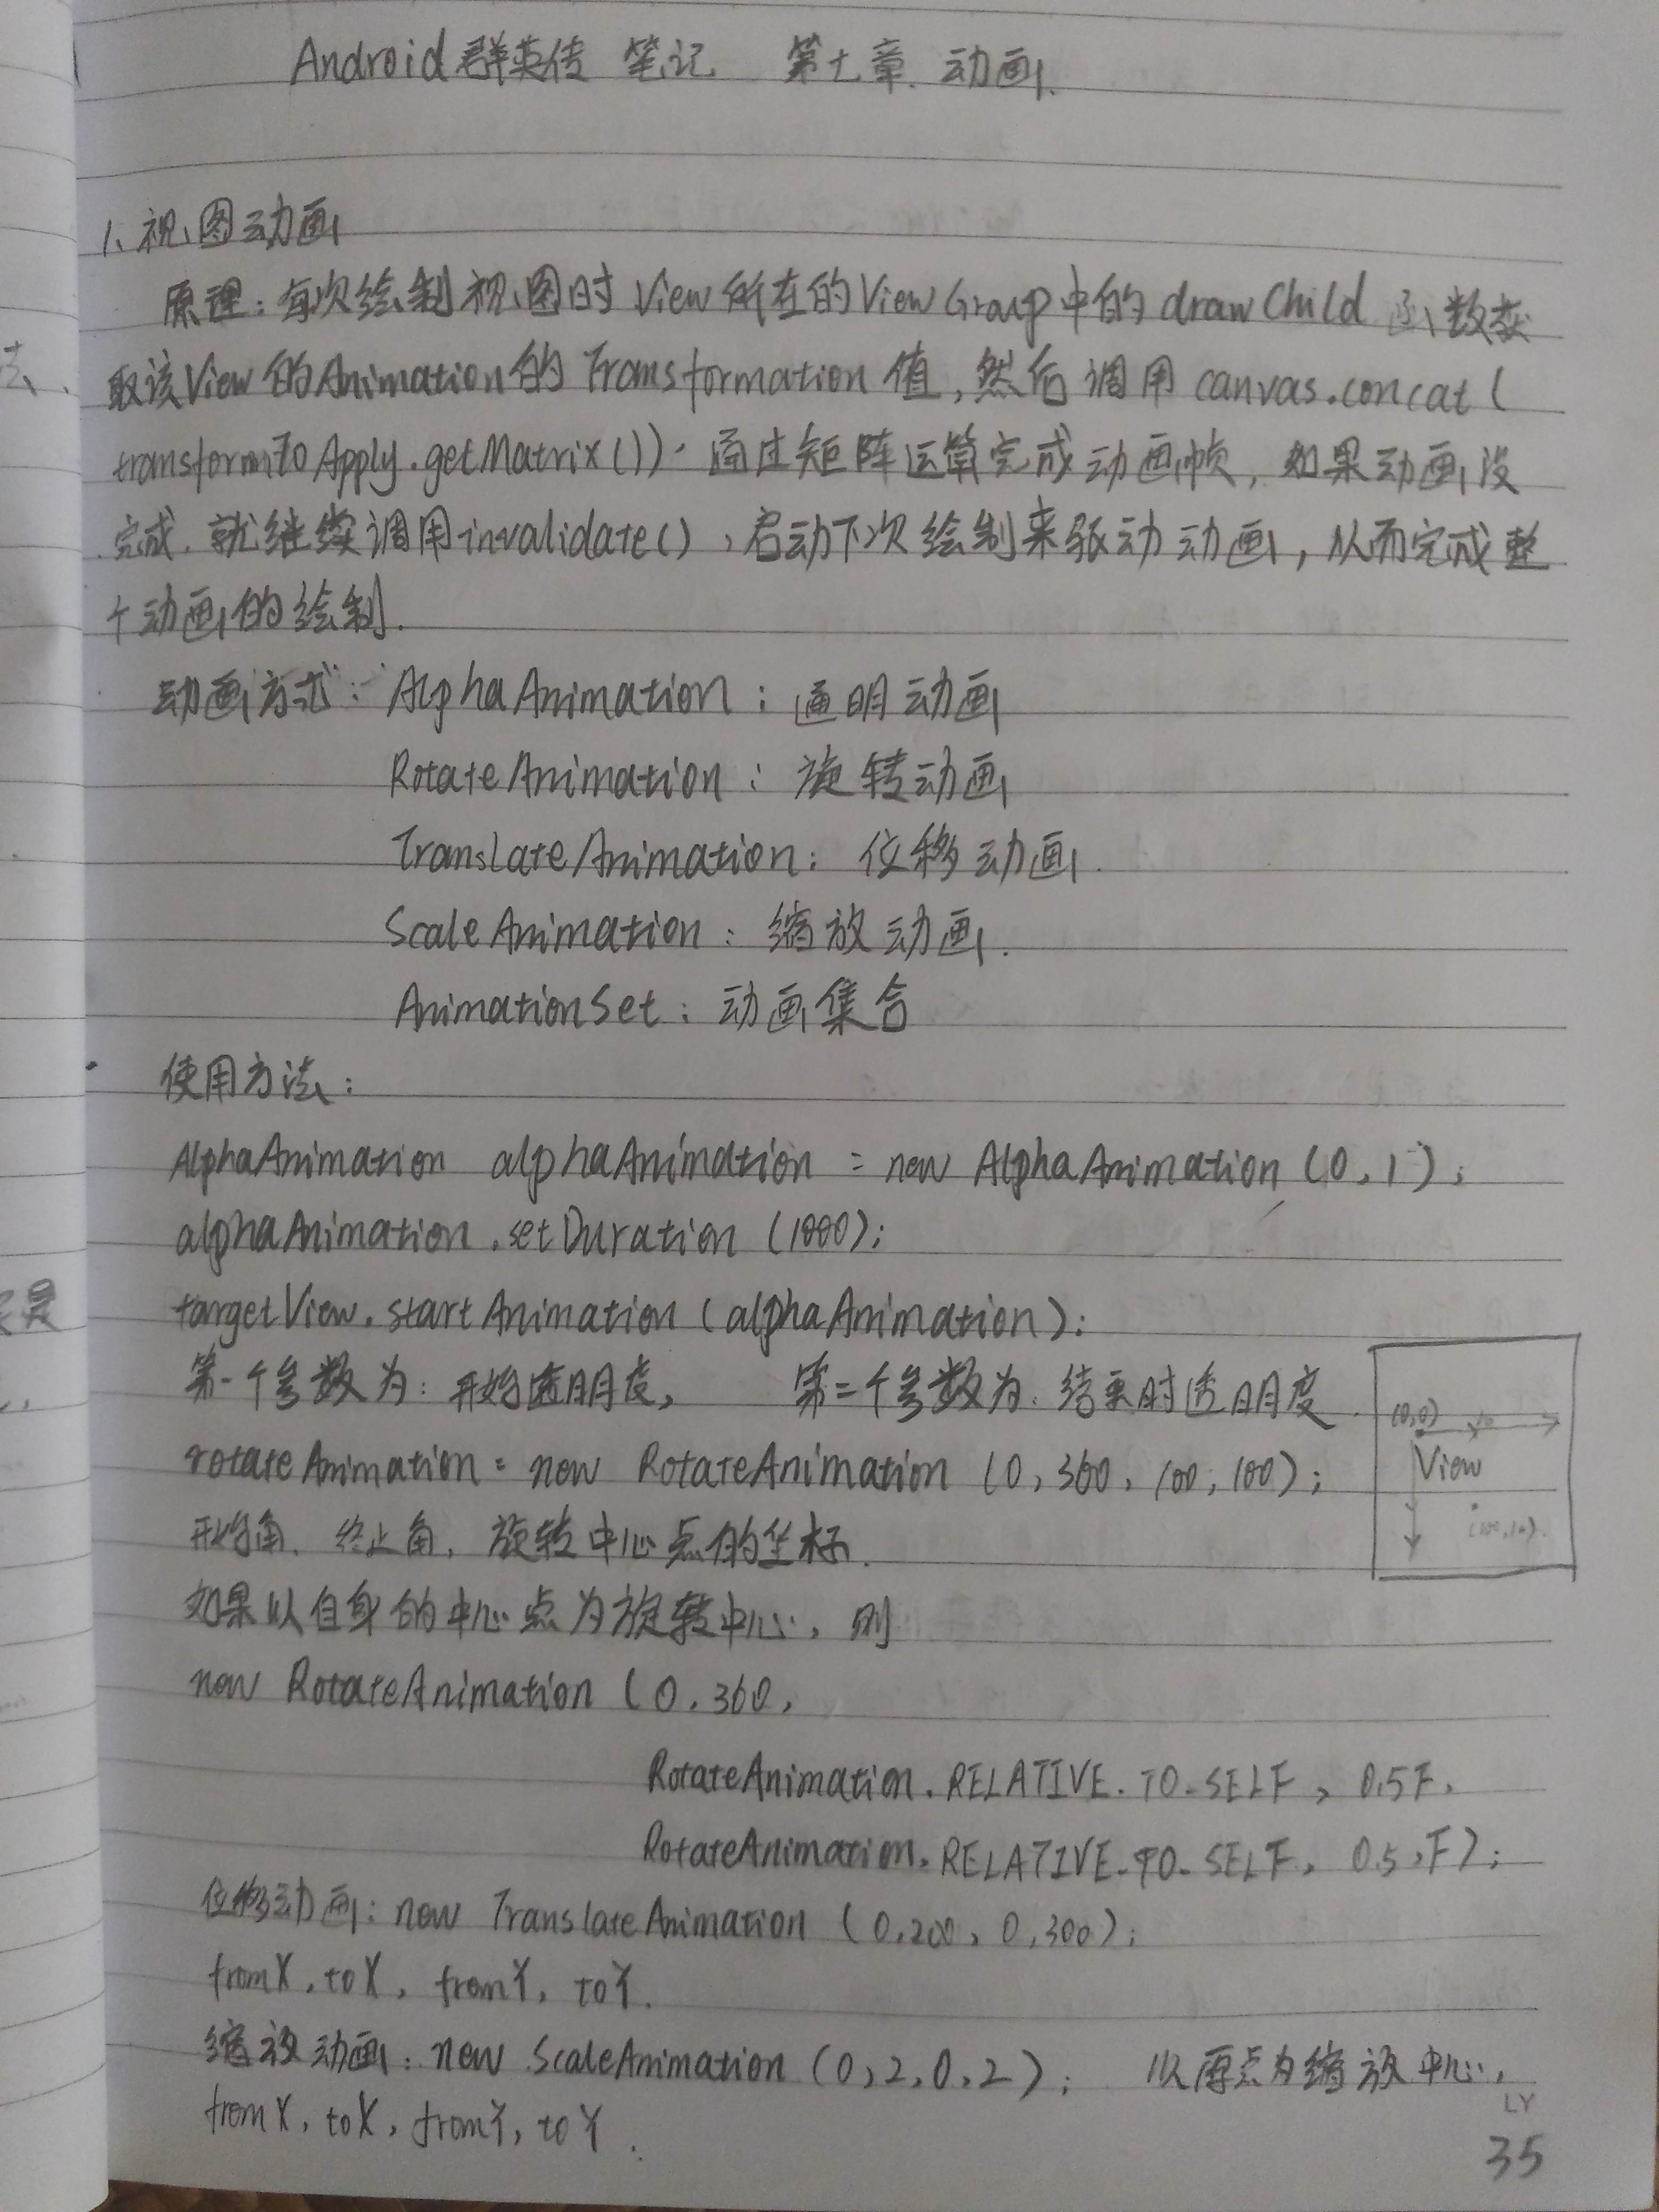 Android群英传 笔记 第七章. 动画.
1、视图动画
原理：每次绘制视图时View所在的ViewGroup中的drawChild函数获
取该View的Animation的Transformation值,然后调用canvas.concat(
transformToApply.getMatrix())·通过矩阵运算完成动画帧,如果动画没
完成.就继续调用invalidate(),启动下次绘制来驱动动画,从而完成整
个动画的绘制.
动画方式：AlphaAnimation：透明动画
RotateAnimation：旋转动画
TranslateAnimation：位移动画.
ScaleAnimation：缩放动画.
AnimationSet：动画集合
使用方法：
AlphaAnimation alphaAnimation = new AlphaAnimation(0,1);
alphaAnimation.setDuration(1000);
targetView.startAnimation(alphaAnimation);
第一个参数为：开始透明度, 第二个参数为：结束时透明度.
rotateAnimation = new RotateAnimation(0,360,100,100);
开始角、终止角,旋转中心点的坐标.
(0,0)
View
如果以自身的中心点为旋转中心,则
new RotateAnimation(0.360,
RotateAnimation.RELATIVE_TO_SELF, 0.5F,
RotateAnimation.RELATIVE_TO_SELF, 0.5,F);
位移动画：new TranslateAnimation(0,200,0,300);
fromX,toX,fromY,toY.
缩放动画：new ScaleAnimation(0,2,0,2); 以原点为缩放中心,
fromX,toX,fromY,toY.
LY
35